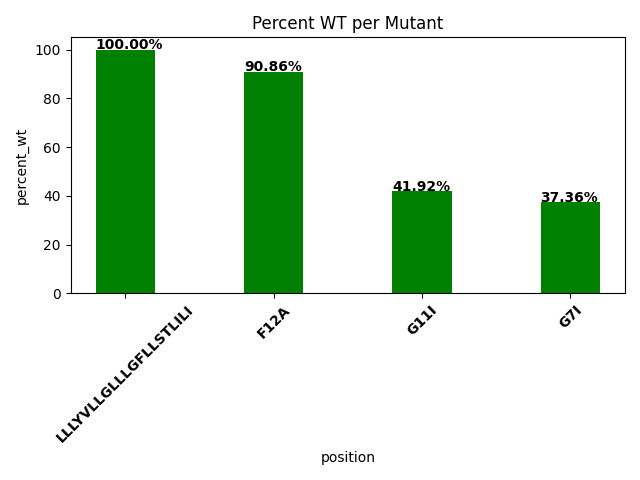 Percent WT per Mutant
100.00%
90.86%
41.92%
37.36%
percent_wt
100
80
60
40
20
0
LLLYVLLGLLLGFLLSTLILI
F12A
G11I
G7I
position